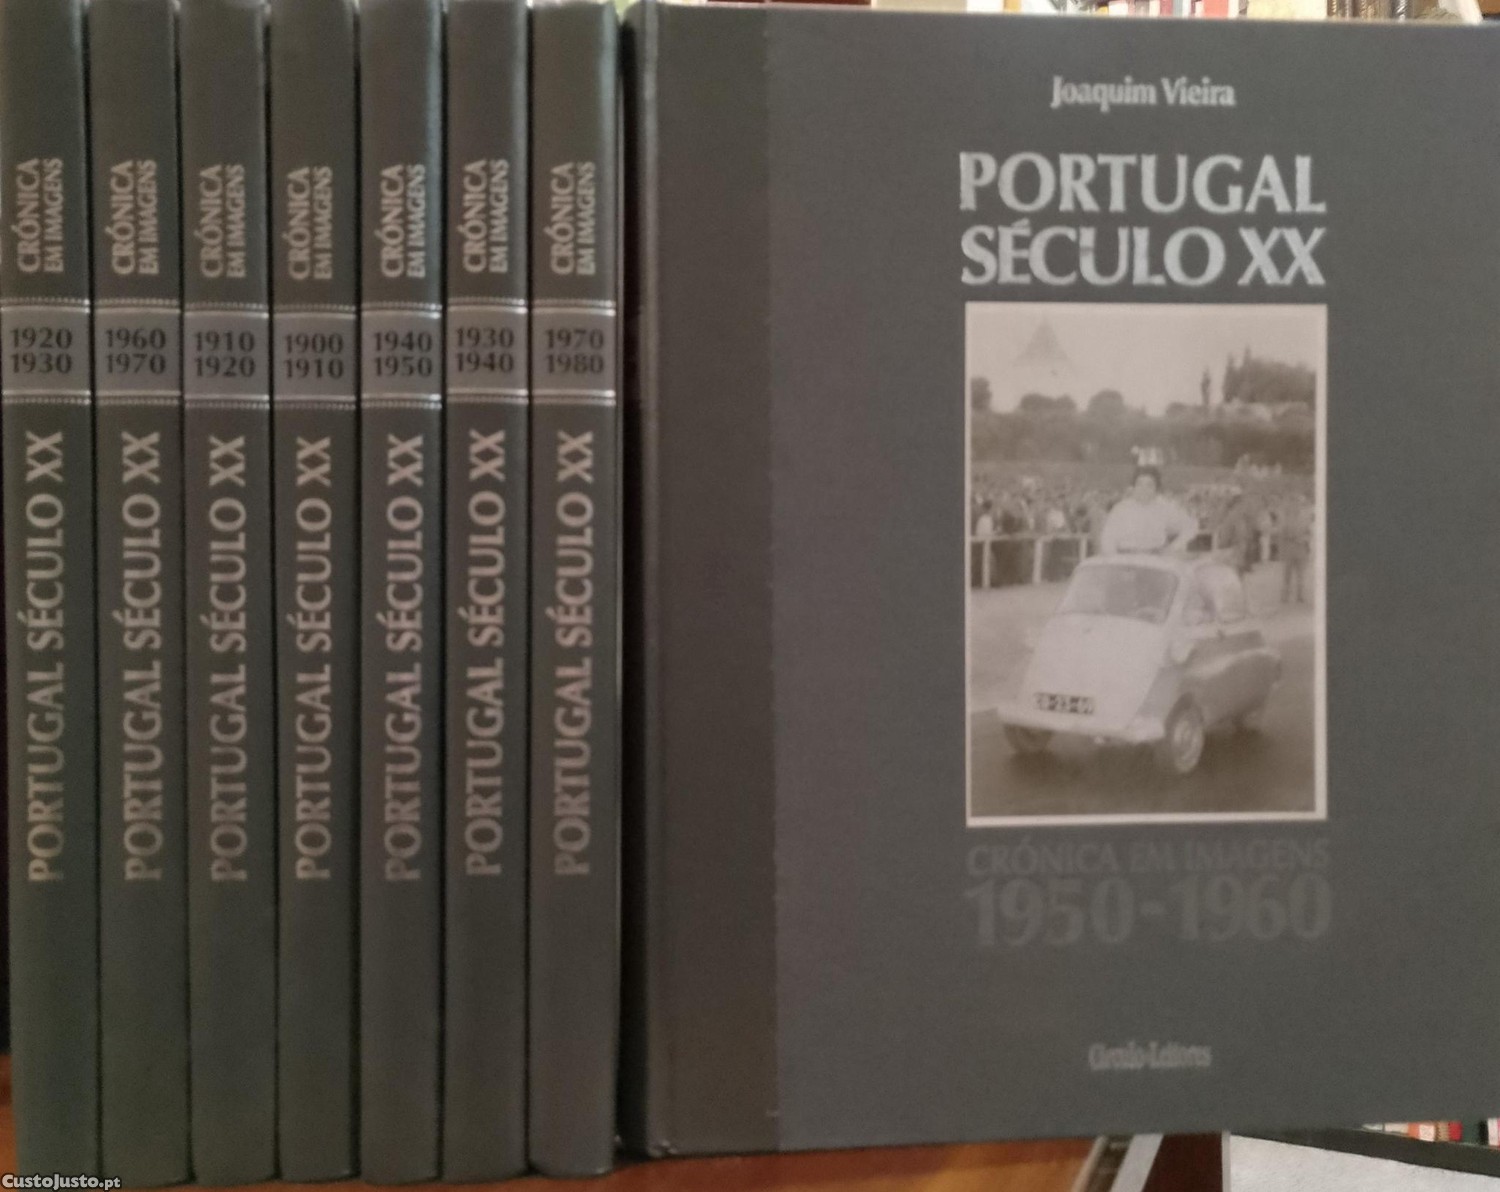 CRÓNICA
EM IMAGENS
1920
1930
PORTUGAL SÉCULO XX
CRÓNICA
EM IMAGENS
1960
1970
PORTUGAL SÉCULO XX
CRÓNICA
EM IMAGENS
1910
1920
PORTUGAL SÉCULO XX
CRÓNICA
EM IMAGENS
1900
1910
PORTUGAL SÉCULO XX
CRÓNICA
EM IMAGENS
1940
1950
PORTUGAL SÉCULO XX
CRÓNICA
EM IMAGENS
1930
1940
PORTUGAL SÉCULO XX
CRÓNICA
EM IMAGENS
1970
1980
PORTUGAL SÉCULO XX
Joaquim Vieira
PORTUGAL
SÉCULO XX
CRÓNICA EM IMAGENS
1950-1960
Círculo-Leitores
CustoJusto.pt